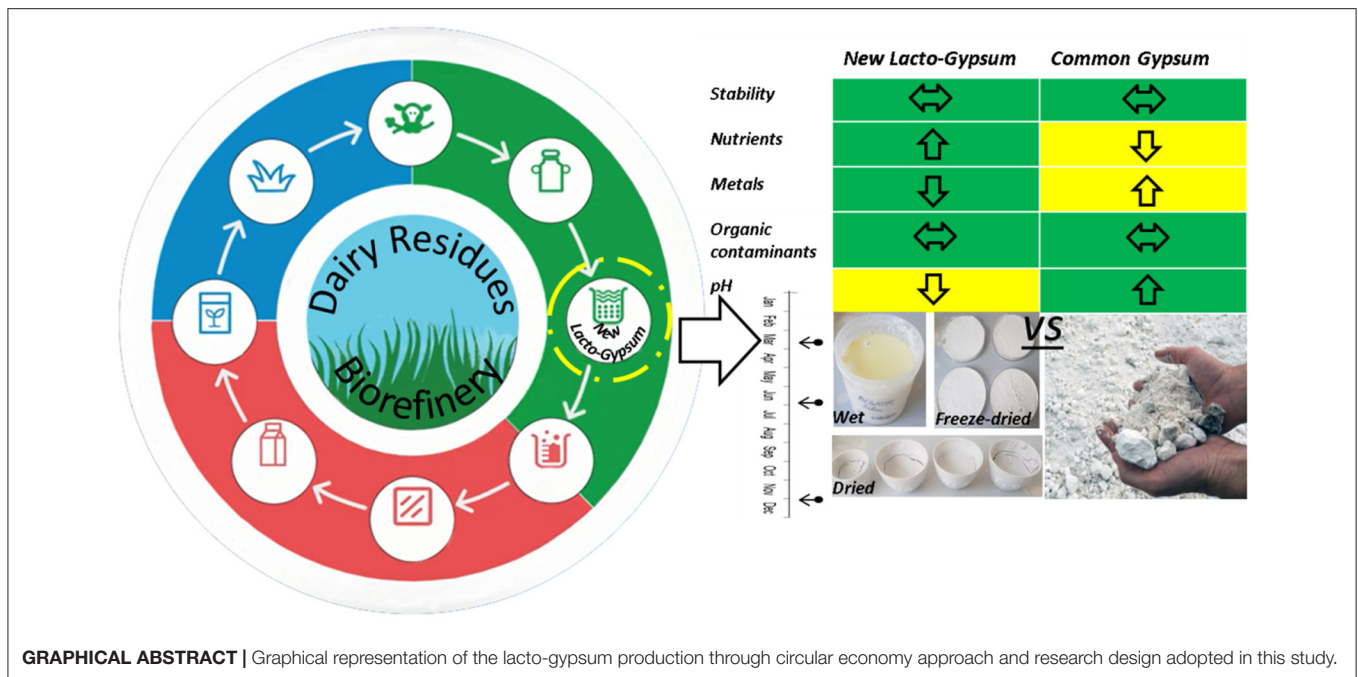 Dairy Residues
Biorefinery
New
Lacto-Gypsum
New Lacto-Gypsum Common Gypsum
Stability
Nutrients
Metals
Organic
contaminants
pH
Jan
Feb
Mar
Apr
May
Jun
Jul
Aug
Sep
Oct
Nov
Dec
VS
Wet
Freeze-dried
Dried
GRAPHICAL ABSTRACT | Graphical representation of the lacto-gypsum production through circular economy approach and research design adopted in this study.